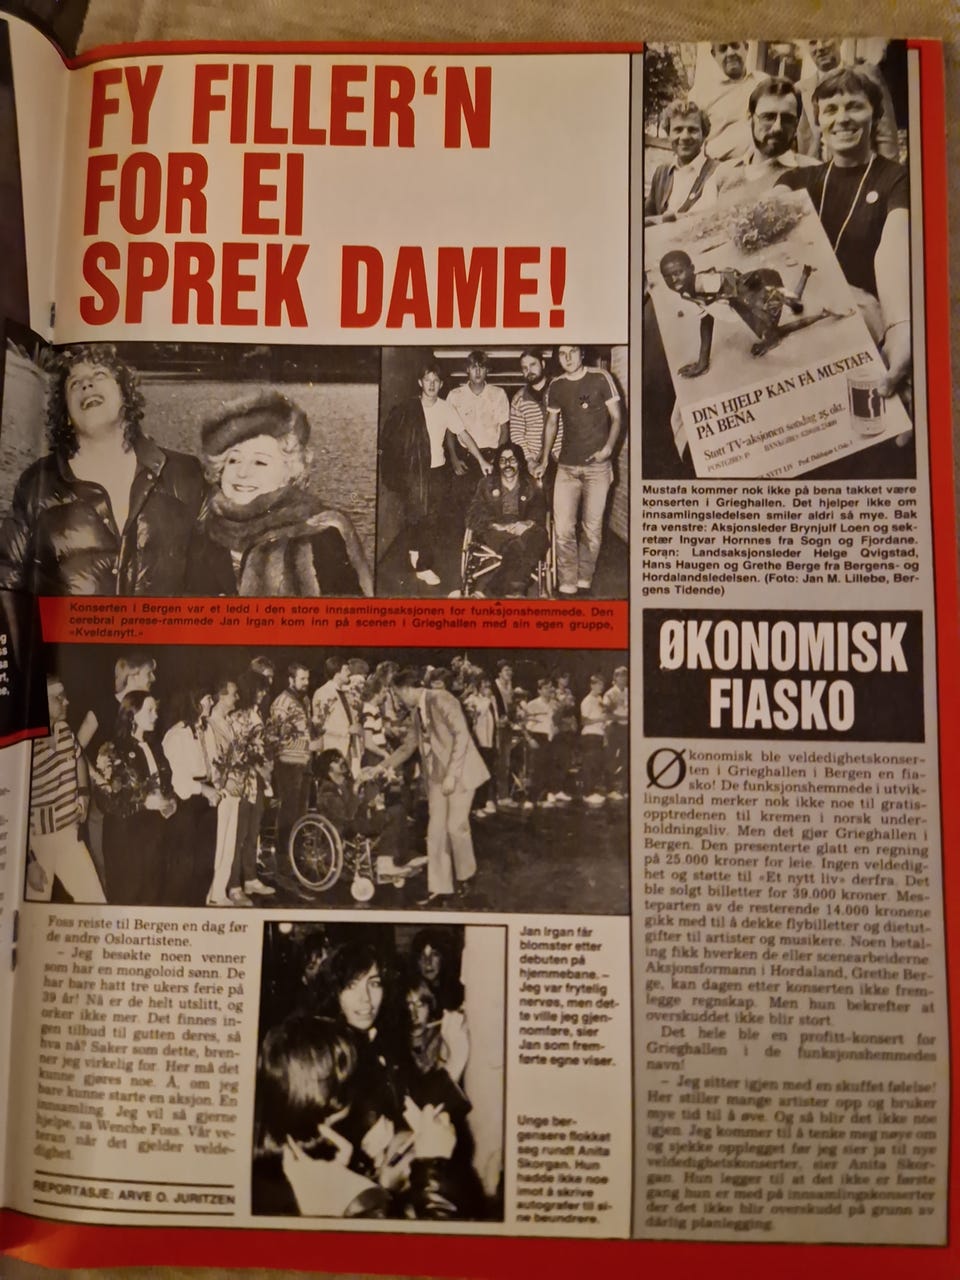 FY FILLER'N
FOR EI
SPREK DAME!
DIN HJELP KAN FÅ MUSTAFA
PÅ BENA
Støtt TV-aksjonen søndag 25. okt.
Mustafa kommer nok ikke på bena takket være
konserten i Grieghallen. Det hjelper ikke om
innsamlingsledelsen smiler aldri så mye. Bak
fra venstre: Aksjonsleder Brynjulf Loen og sek-
retær Ingvar Hornnes fra Sogn og Fjordane.
Foran: Landsaksjonsleder Helge Qvigstad,
Hans Haugen og Grethe Berge fra Bergens- og
Hordalandsledelsen. (Foto: Jan M. Lillebø, Ber-
gens Tidende)
Konserten i Bergen var et ledd i den store innsamlingsaksjonen for funksjonshemmede. Den
cerebral parese-rammede Jan Irgan kom inn på scenen i Grieghallen med sin egen gruppe,
«Kveldsnytt.»
Foss reiste til Bergen en dag før
de andre Osloartistene.
– Jeg besøkte noen venner
som har en mongoloid sønn. De
har bare hatt tre ukers ferie på
39 år! Nå er de helt utslitt, og
orker ikke mer. Det finnes in-
gen tilbud til gutten deres, så
hva nå? Saker som dette, bren-
ner jeg virkelig for. Her må det
kunne gjøres noe. Å, om jeg
bare kunne starte en aksjon. En
innsamling. Jeg vil så gjerne
hjelpe, sa Wenche Foss. Vår ve-
teran når det gjelder velde-
dighet.
REPORTASJE: ARVE O. JURITZEN
Jan Irgan får
blomster etter
debuten på
hjemmebane. –
Jeg var frytelig
nervøs, men det-
te ville jeg gjen-
nomføre, sier
Jan som frem-
førte egne viser.
Unge ber-
gensere flokket
seg rundt Anita
Skorgan. Hun
hadde ikke noe
imot å skrive
autografer til si-
ne beundrere.
ØKONOMISK
FIASKO
Økonomisk ble veldedighetskonser-
ten i Grieghallen i Bergen en fia-
sko! De funksjonshemmede i utvik-
lingsland merker nok ikke noe til gratis-
opptredenen til kremen i norsk under-
holdningsliv. Men det gjør Grieghallen i
Bergen. Den presenterte glatt en regning
på 25.000 kroner for leie. Ingen veldedig-
het og støtte til «Et nytt liv» derfra. Det
ble solgt billetter for 39.000 kroner. Mes-
teparten av de resterende 14.000 kronene
gikk med til å dekke flybilletter og dietut-
gifter til artister og musikere. Noen betal-
ing fikk hverken de eller scenearbeiderne.
Aksjonsformann i Hordaland, Grethe Ber-
ge, kan dagen etter konserten ikke frem-
legge regnskap. Men hun bekrefter at
overskuddet ikke blir stort.
Det hele ble en profitt-konsert for
Grieghallen i de funksjonshemmedes
navn!
– Jeg sitter igjen med en skuffet følelse!
Her stiller mange artister opp og bruker
mye tid til å øve. Og så blir det ikke noe
igjen. Jeg kommer til å tenke meg nøye om
og sjekke opplegget før jeg sier ja til nye
veldedighetskonserter, sier Anita Skor-
gan. Hun legger til at det ikke er første
gang hun er med på innsamlingskonserter
der det ikke blir overskudd på grunn av
dårlig planlegging.